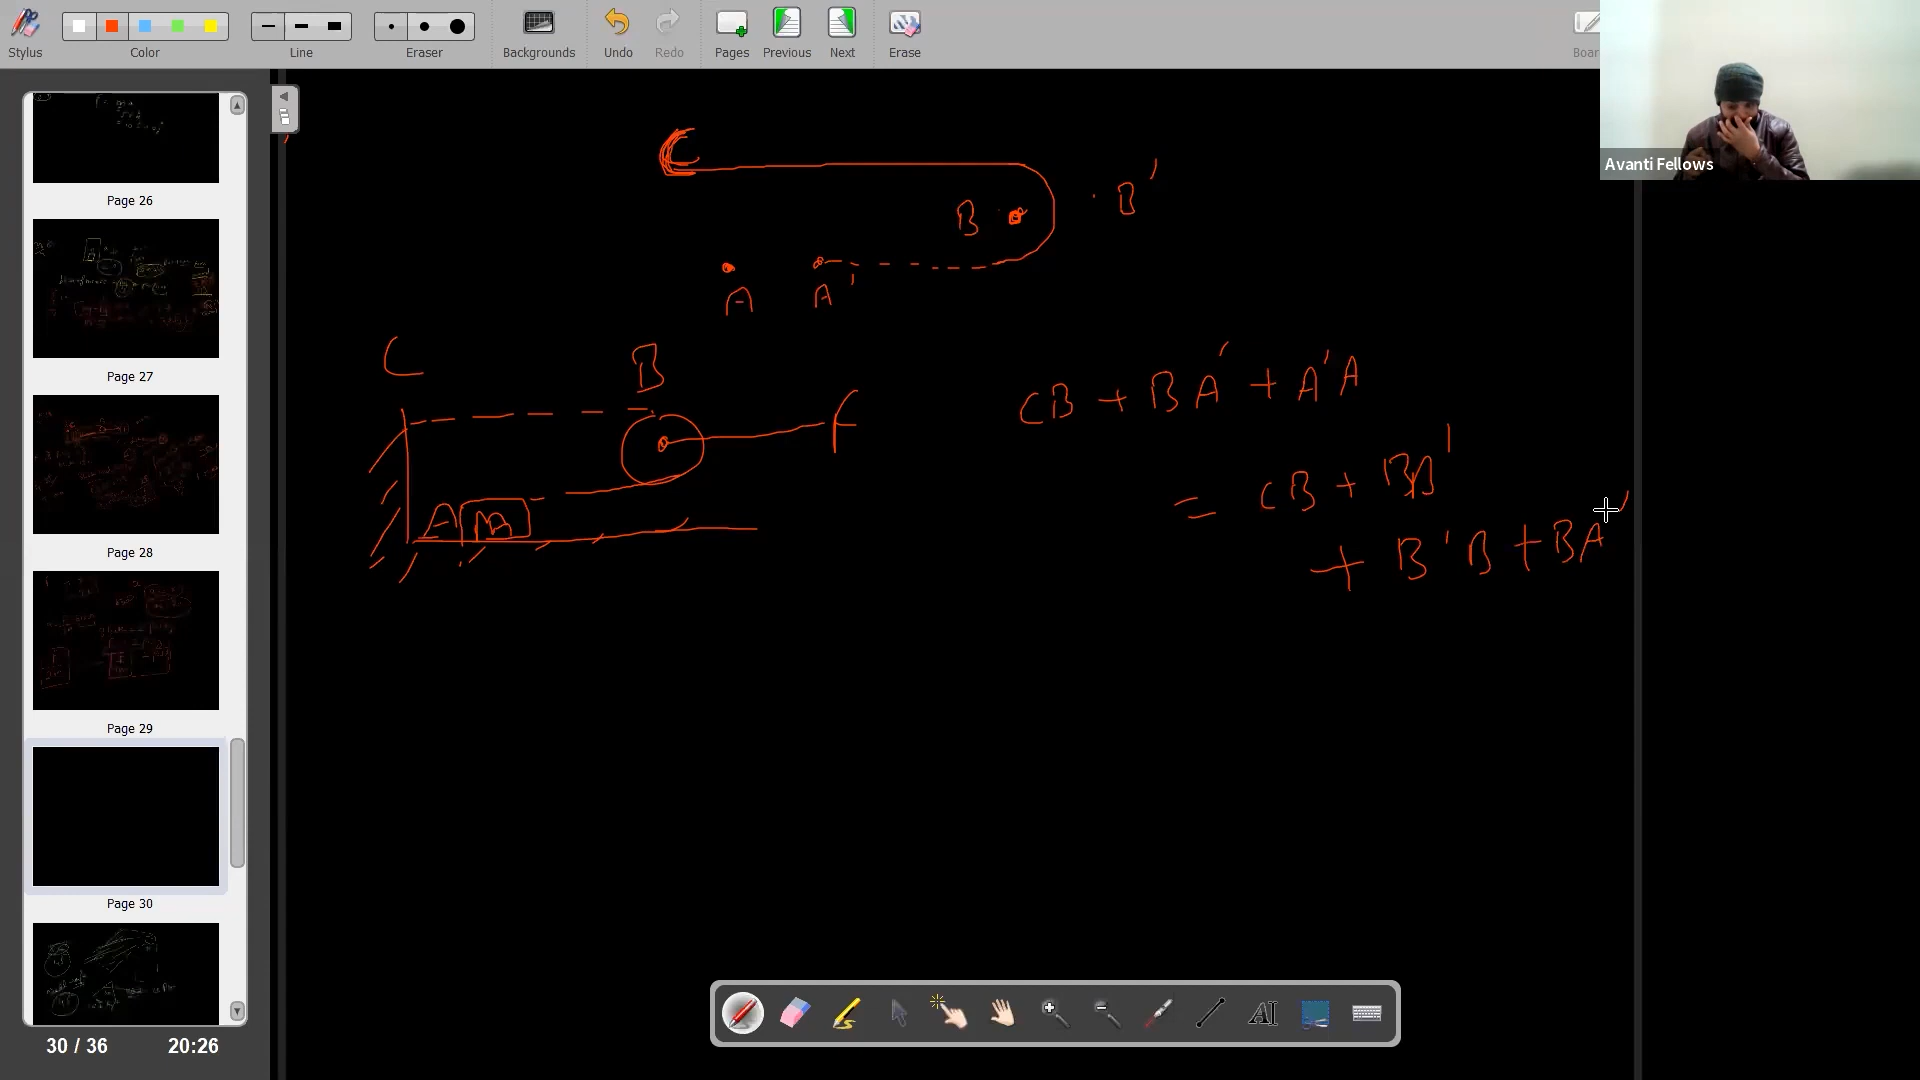 Stylus
Color
Line
Eraser
Backgrounds
Undo
Redo
Pages
Previous
Next
Erase
Avanti Fellows
Page 26
Page 27
Page 28
Page 29
Page 30
30 / 36
20:26
C
B
B'
A
A'
C
B
F
A
m
CB + BA' + A'A
= CB + BB'
+ B'B + BA'